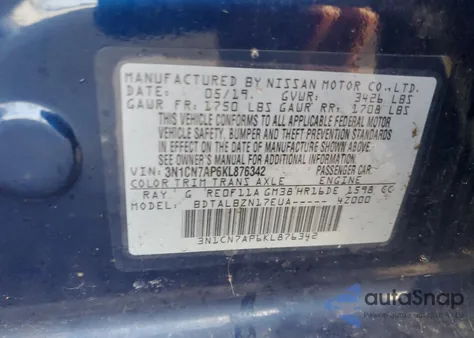 MANUFACTURED BY NISSAN MOTOR CO.,LTD.
DATE: 05/19 GVWR: 3426 LBS
GAWR FR: 1750 LBS GAWR RR: 1708 LBS
THIS VEHICLE CONFORMS TO ALL APPLICABLE FEDERAL MOTOR
VEHICLE SAFETY, BUMPER AND THEFT PREVENTION STANDARDS
IN EFFECT ON THE DATE OF MANUFACTURE SHOWN ABOVE.
SEE OWNER'S MANUAL FOR ADDITIONAL INFORMATION.
VIN: 3N1CN7AP6KL876342 PASSENGER CAR
COLOR TRIM TRANS AXLE ENGINE
RAY G RE0F11A GM38 HR16DE 1598 CC
MODEL: BDTALBZN17EUA----- 4Z000
3N1CN7AP6KL876342
autoSnap